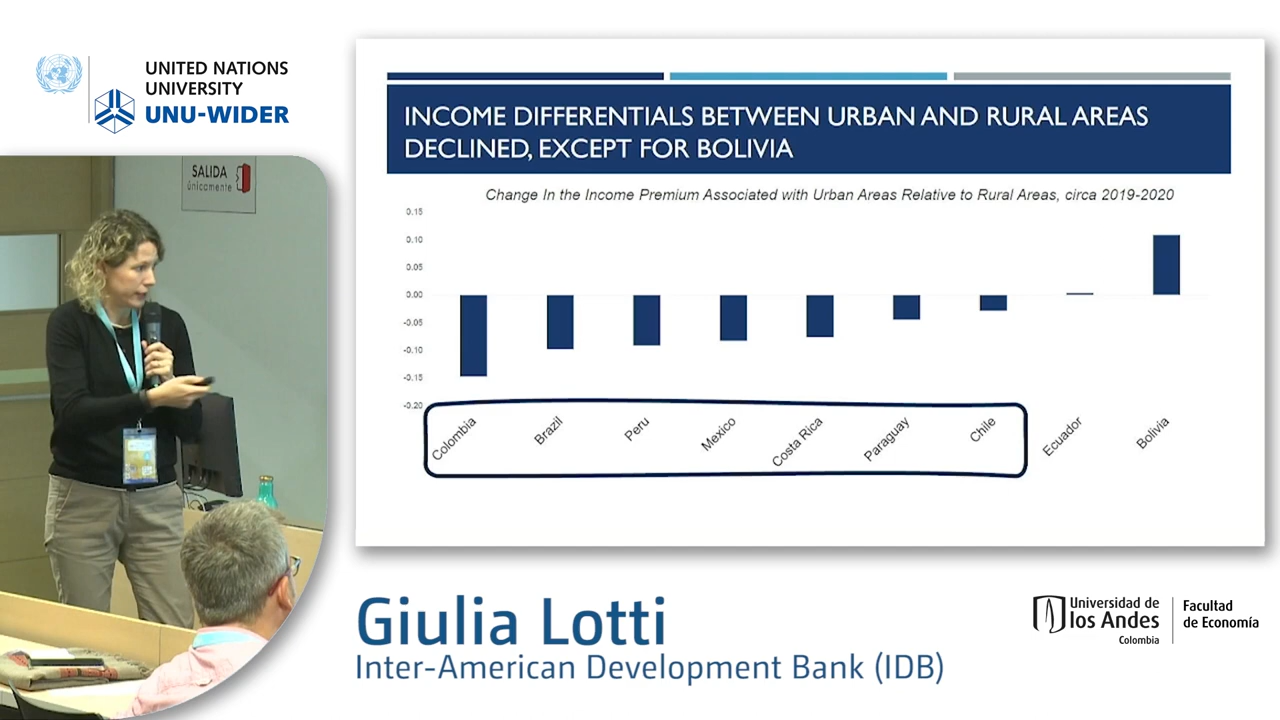 UNITED NATIONS
UNIVERSITY
UNU-WIDER
SALIDA
únicamente
INCOME DIFFERENTIALS BETWEEN URBAN AND RURAL AREAS
DECLINED, EXCEPT FOR BOLIVIA
Change In the Income Premium Associated with Urban Areas Relative to Rural Areas, circa 2019-2020
0.15
0.10
0.05
0.00
-0.05
-0.10
-0.15
-0.20
Colombia
Brazil
Peru
Mexico
Costa Rica
Paraguay
Chile
Ecuador
Bolivia
Giulia Lotti
Inter-American Development Bank (IDB)
Universidad de
los Andes
Colombia
Facultad
de Economía